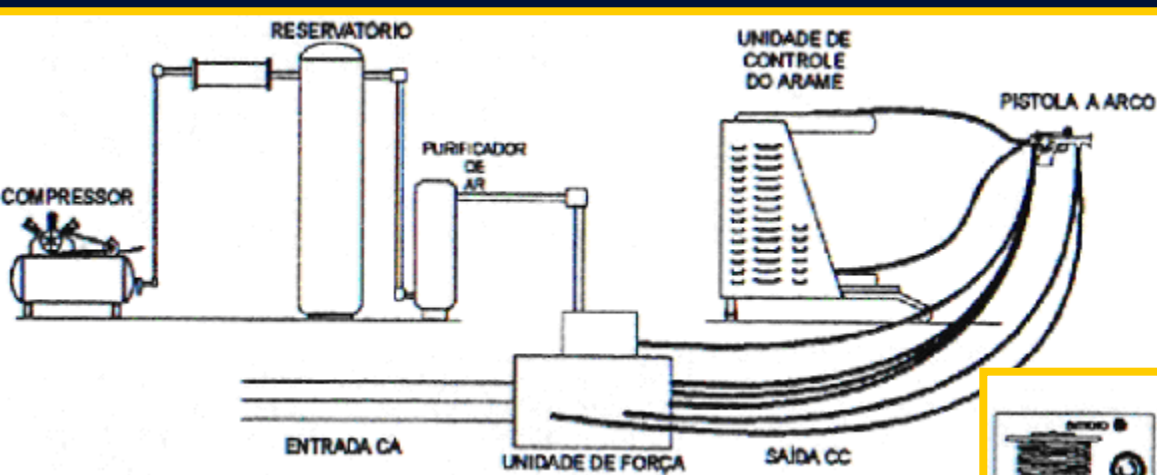 RESERVATÓRIO
UNIDADE DE
CONTROLE
DO ARAME
PISTOLA A ARCO
PURIFICADOR
DE
AR
COMPRESSOR
ENTRADA CA
UNIDADE DE FORÇA
SAÍDA CC